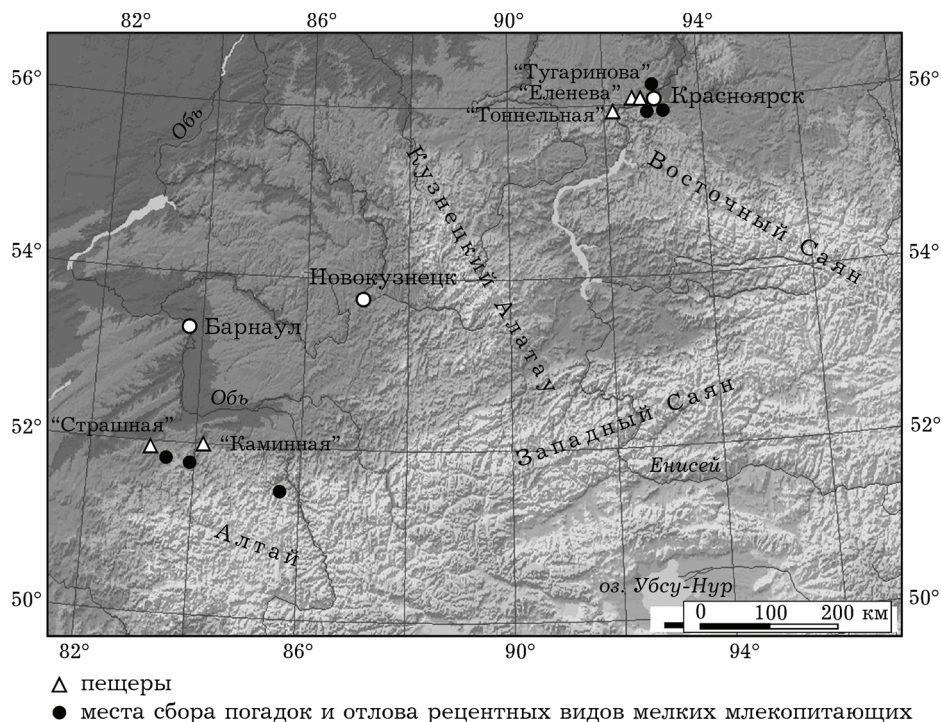 82° 86° 90° 94°
56° 56°
“Тугаринова”
“Еленева”
Красноярск
“Тоннельная”
Обь
Кузнецкий Алатау
Восточный Саян
54° 54°
Новокузнецк
Барнаул
Обь
52° 52°
“Страшная”
“Каминная”
Западный Саян
Енисей
Алтай
оз. Убсу-Нур
50° 50°
0 100 200 км
82° 86° 90° 94°
пещеры
места сбора погадок и отлова рецентных видов мелких млекопитающих